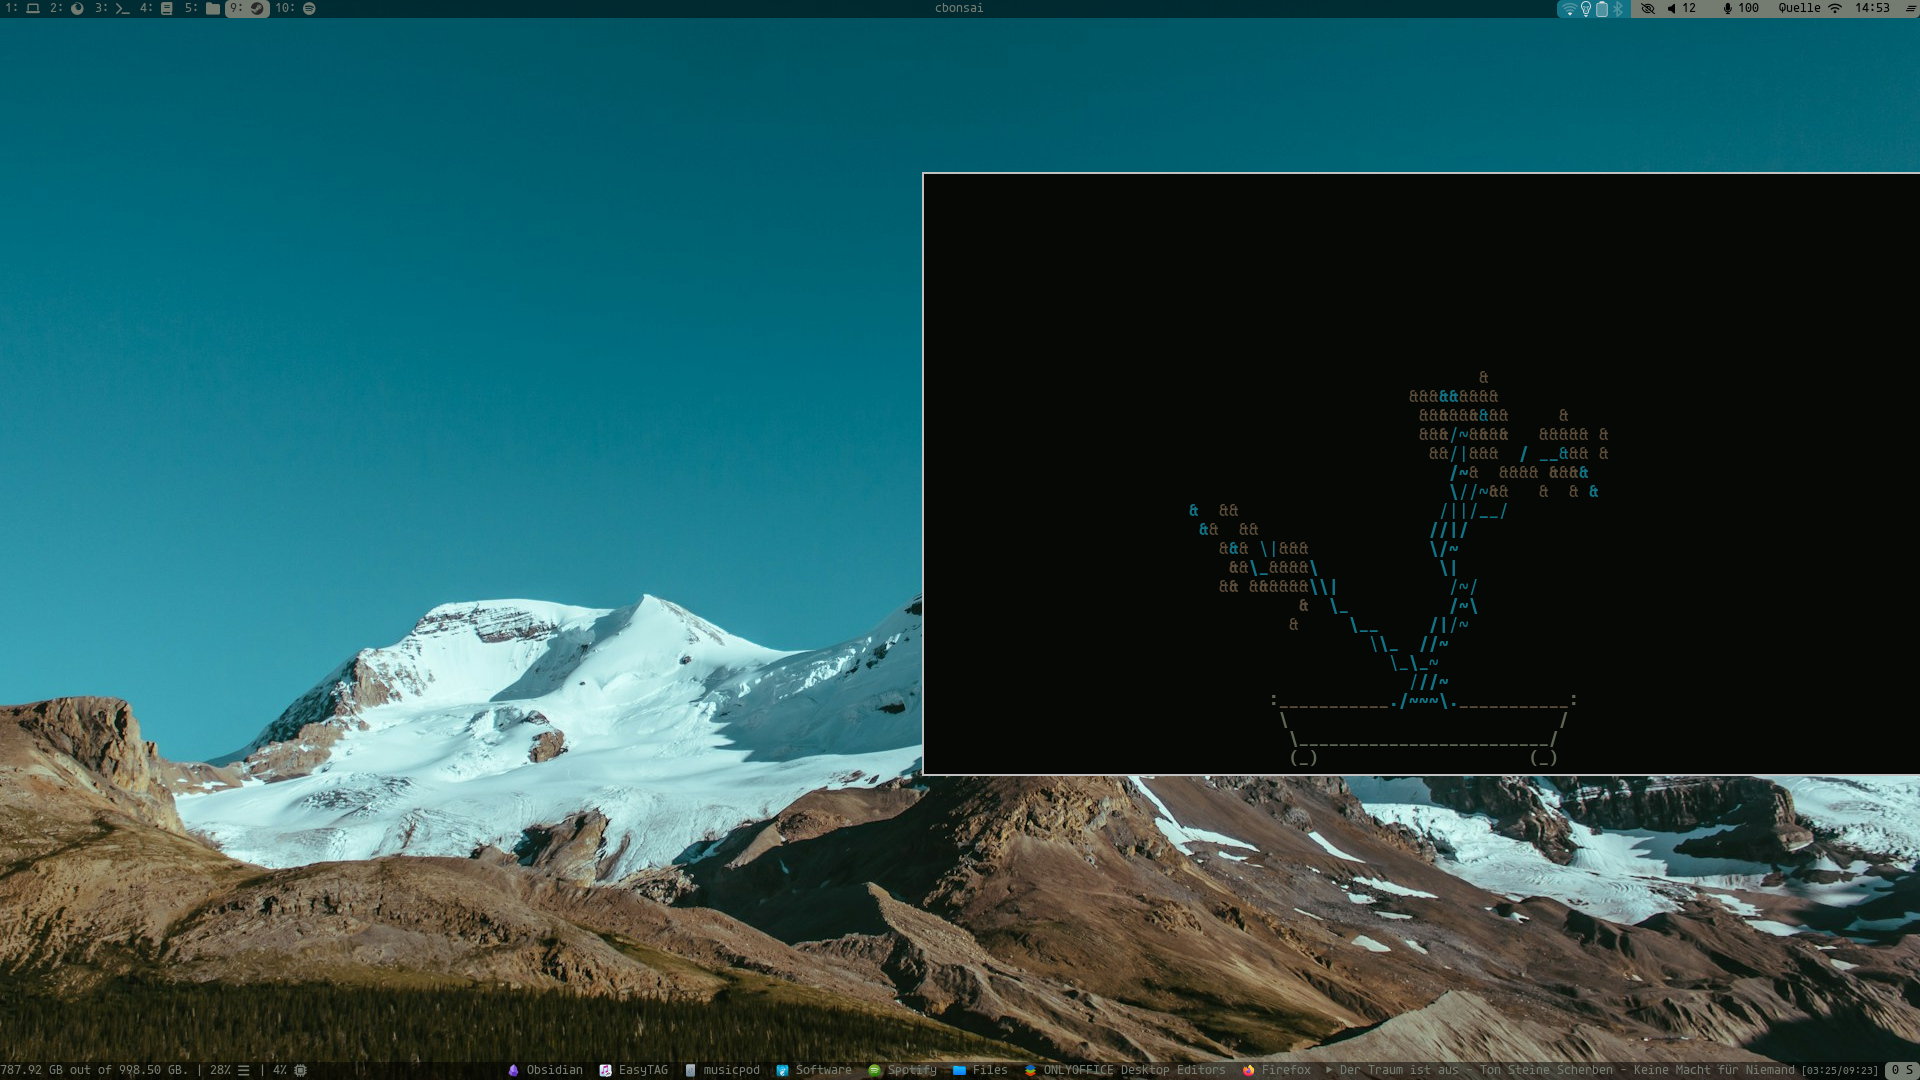 1: 2: 3: 4: 5: 9: 10:
cbonsai
12 100 Quelle 14:53
&
&&&&&&&&&
&&&&&&&&& &
&&&/~&&&& &&&&& &
&&/|&&& / __&&& &
/~& &&&& &&&&
\//~&& & & &
& && /||/__/
&& && //|/
&&& \|&&& \/~
&&\_&&&&\ \|
&& &&&&&&\\| /~/
& \_ /~\
& \__ /|/~
\\_ //~
\_\_~
///~
:___________./~~~\.___________:
\ /
\_________________________/
(_) (_)
787.92 GB out of 998.50 GB. | 28% | 4%
Obsidian EasyTAG musicpod Software Spotify Files ONLYOFFICE Desktop Editors Firefox
Der Traum ist aus - Ton Steine Scherben - Keine Macht für Niemand [03:25/09:23] 0 S